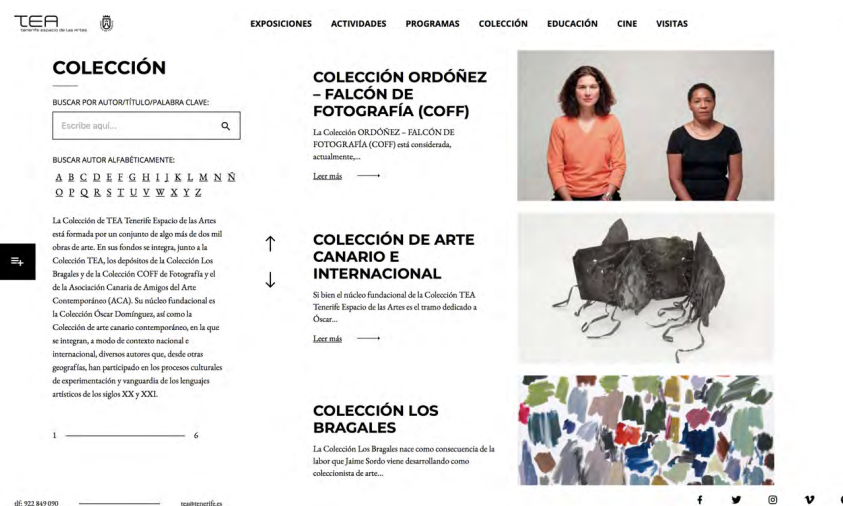 TEA
tenerife espacio de las artes
EXPOSICIONES ACTIVIDADES PROGRAMAS COLECCIÓN EDUCACIÓN CINE VISITAS
COLECCIÓN
BUSCAR POR AUTOR/TÍTULO/PALABRA CLAVE:
Escribe aquí...
BUSCAR AUTOR ALFABÉTICAMENTE:
A B C D E F G H I J K L M N Ñ
O P Q R S T U V W X Y Z
La Colección de TEA Tenerife Espacio de las Artes
está formada por un conjunto de algo más de dos mil
obras de arte. En sus fondos se integra, junto a la
Colección TEA, los depósitos de la Colección Los
Bragales y de la Colección COFF de Fotografía y el
de la Asociación Canaria de Amigos del Arte
Contemporáneo (ACA). Su núcleo fundacional es
la Colección Óscar Domínguez, así como la
Colección de arte canario contemporáneo, en la que
se integran, a modo de contexto nacional e
internacional, diversos autores que, desde otras
geografías, han participado en los procesos culturales
de experimentación y vanguardia de los lenguajes
artísticos de los siglos XX y XXI.
1 6
COLECCIÓN ORDÓÑEZ
– FALCÓN DE
FOTOGRAFÍA (COFF)
La Colección ORDÓÑEZ – FALCÓN DE
FOTOGRAFÍA (COFF) está considerada,
actualmente,...
Leer más
COLECCIÓN DE ARTE
CANARIO E
INTERNACIONAL
Si bien el núcleo fundacional de la Colección TEA
Tenerife Espacio de las Artes es el tramo dedicado a
Óscar...
Leer más
COLECCIÓN LOS
BRAGALES
La Colección Los Bragales nace como consecuencia de la
labor que Jaime Sordo viene desarrollando como
coleccionista de arte...
df: 922 849 090 tea@tenerife.es